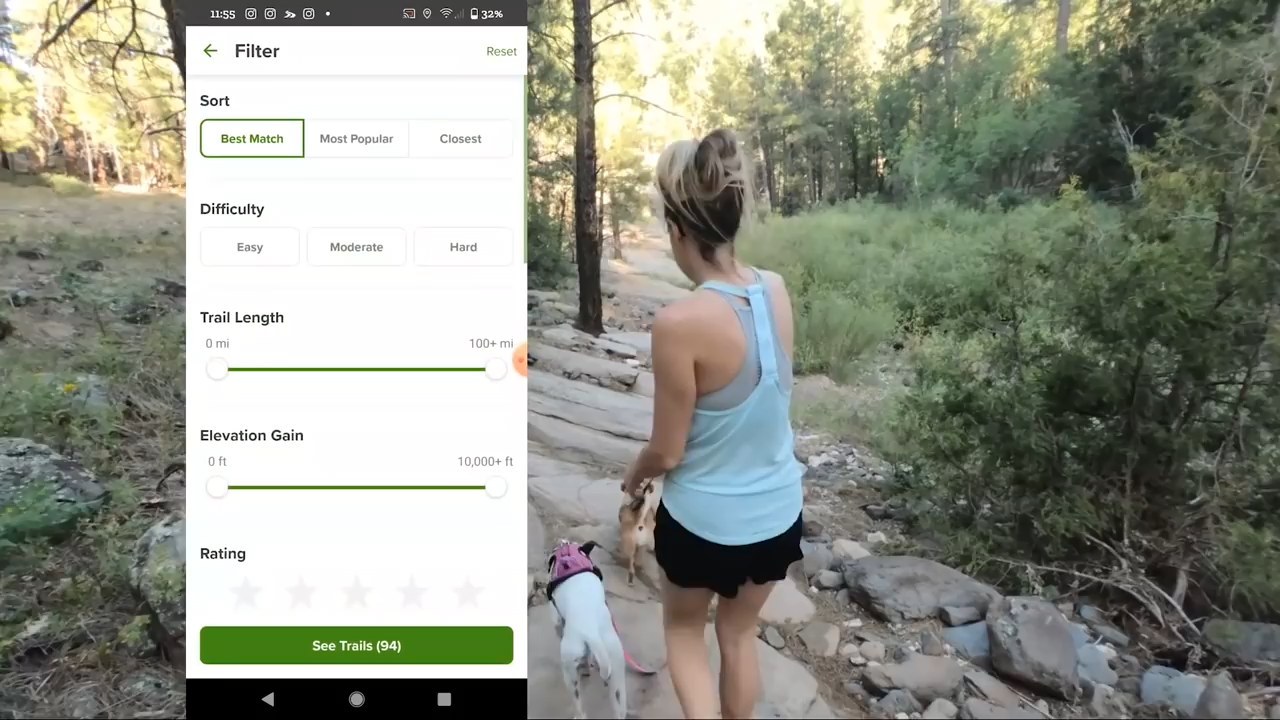 11:55
32%
Filter
Reset
Sort
Best Match
Most Popular
Closest
Difficulty
Easy
Moderate
Hard
Trail Length
0 mi
100+ mi
Elevation Gain
0 ft
10,000+ ft
Rating
See Trails (94)